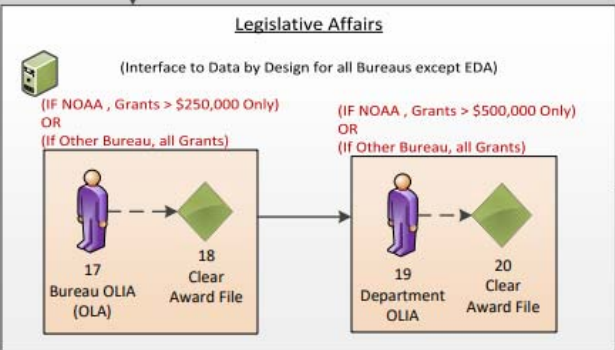 Legislative Affairs
(Interface to Data by Design for all Bureaus except EDA)
(IF NOAA , Grants > $250,000 Only)
OR
(If Other Bureau, all Grants)
(IF NOAA , Grants > $500,000 Only)
OR
(If Other Bureau, all Grants)
17
Bureau OLIA
(OLA)
18
Clear
Award File
19
Department
OLIA
20
Clear
Award File